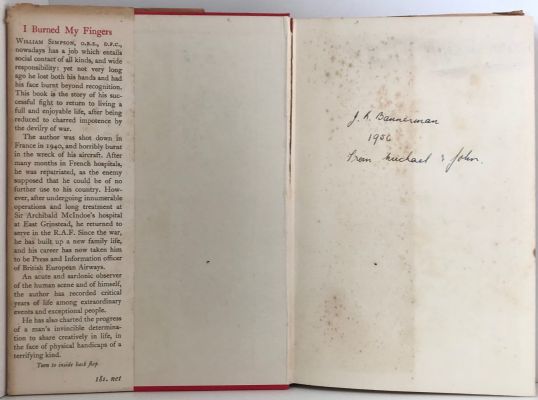 I Burned My Fingers
WILLIAM SIMPSON, O.B.E., D.F.C.,
nowadays has a job which entails
social contact of all kinds, and wide
responsibility: yet not very long
ago he lost both his hands and had
his face burnt beyond recognition.
This book is the story of his suc-
cessful fight to return to living a
full and enjoyable life, after being
reduced to charred impotence by
the devilry of war.
The author was shot down in
France in 1940, and horribly burnt
in the wreck of his aircraft. After
many months in French hospitals,
he was repatriated, as the enemy
supposed that he could be of no
further use to his country. How-
ever, after undergoing innumerable
operations and long treatment at
Sir Archibald McIndoe's hospital
at East Grinstead, he returned to
serve in the R.A.F. Since the war,
he has built up a new family life,
and his career has now taken him
to be Press and Information officer
of British European Airways.
An acute and sardonic observer
of the human scene and of himself,
the author has recorded critical
years of life among extraordinary
events and exceptional people.
He has also charted the progress
of a man's invincible determina-
tion to share creatively in life, in
the face of physical handicaps of a
terrifying kind.
Turn to inside back flap
18s. net
J. R. Bannerman
1956
From Michael & John.